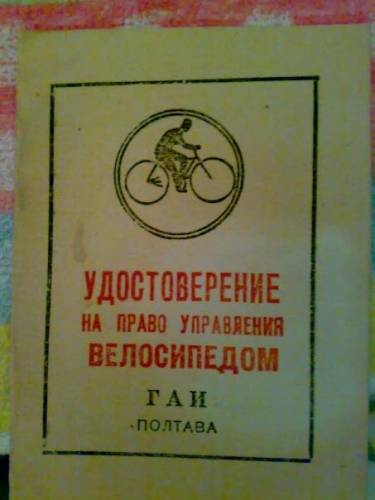 УДОСТОВЕРЕНИЕ
НА ПРАВО УПРАВЛЕНИЯ
ВЕЛОСИПЕДОМ
ГАИ
ПОЛТАВА